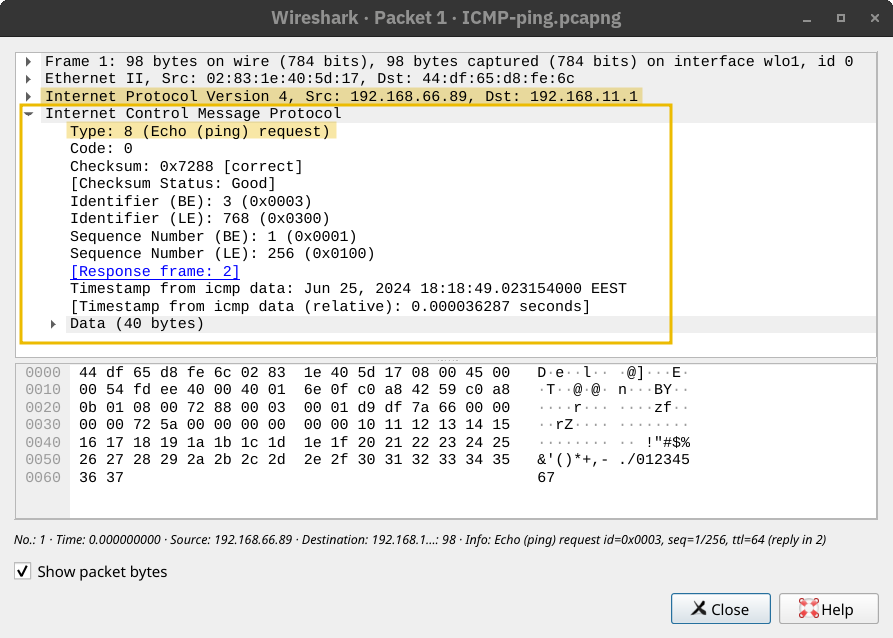 Wireshark · Packet 1 · ICMP-ping.pcapng
Frame 1: 98 bytes on wire (784 bits), 98 bytes captured (784 bits) on interface wlo1, id 0
Ethernet II, Src: 02:83:1e:40:5d:17, Dst: 44:df:65:d8:fe:6c
Internet Protocol Version 4, Src: 192.168.66.89, Dst: 192.168.11.1
Internet Control Message Protocol
Type: 8 (Echo (ping) request)
Code: 0
Checksum: 0x7288 [correct]
[Checksum Status: Good]
Identifier (BE): 3 (0x0003)
Identifier (LE): 768 (0x0300)
Sequence Number (BE): 1 (0x0001)
Sequence Number (LE): 256 (0x0100)
[Response frame: 2]
Timestamp from icmp data: Jun 25, 2024 18:18:49.023154000 EEST
[Timestamp from icmp data (relative): 0.000036287 seconds]
Data (40 bytes)
0000 44 df 65 d8 fe 6c 02 83 1e 40 5d 17 08 00 45 00 D·e··l·· ·@]···E·
0010 00 54 fd ee 40 00 40 01 6e 0f c0 a8 42 59 c0 a8 ·T··@·@· n···BY··
0020 0b 01 08 00 72 88 00 03 00 01 d9 df 7a 66 00 00 ····r··· ····zf··
0030 00 00 72 5a 00 00 00 00 00 00 10 11 12 13 14 15 ··rZ···· ········
0040 16 17 18 19 1a 1b 1c 1d 1e 1f 20 21 22 23 24 25 ········ ·· !"#$%
0050 26 27 28 29 2a 2b 2c 2d 2e 2f 30 31 32 33 34 35 &'()*+,- ./012345
0060 36 37 67
No.: 1 · Time: 0.000000000 · Source: 192.168.66.89 · Destination: 192.168.1…: 98 · Info: Echo (ping) request id=0x0003, seq=1/256, ttl=64 (reply in 2)
Show packet bytes
Close Help